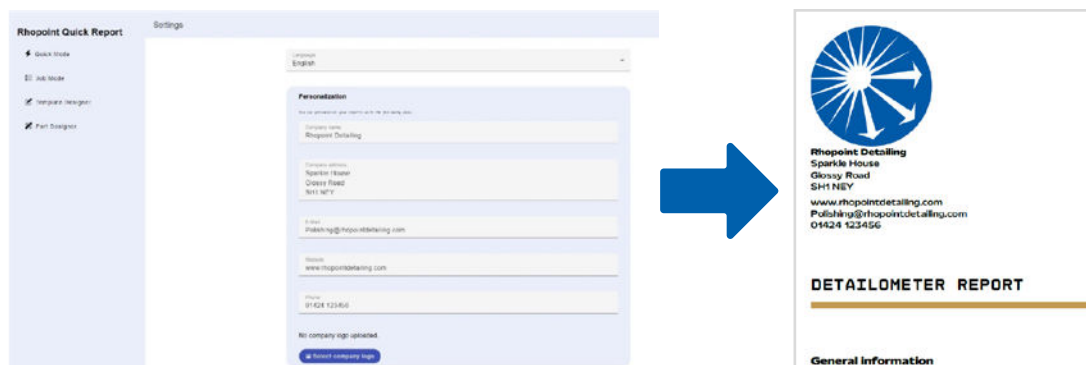 Rhopoint Quick Report
Quick Mode
Job Mode
Template Designer
Part Designer
Settings
Language
English
Personalization
Company name
Rhopoint Detailing
Company address
Sparkle House
Glossy Road
SH1 NEY
E-Mail
Polishing@rhopointdetailing.com
Website
www.rhopointdetailing.com
Phone
01424 123456
No company logo uploaded.
Select company logo
Rhopoint Detailing
Sparkle House
Glossy Road
SH1 NEY
www.rhopointdetailing.com
Polishing@rhopointdetailing.com
01424 123456
DETAILOMETER REPORT
General information